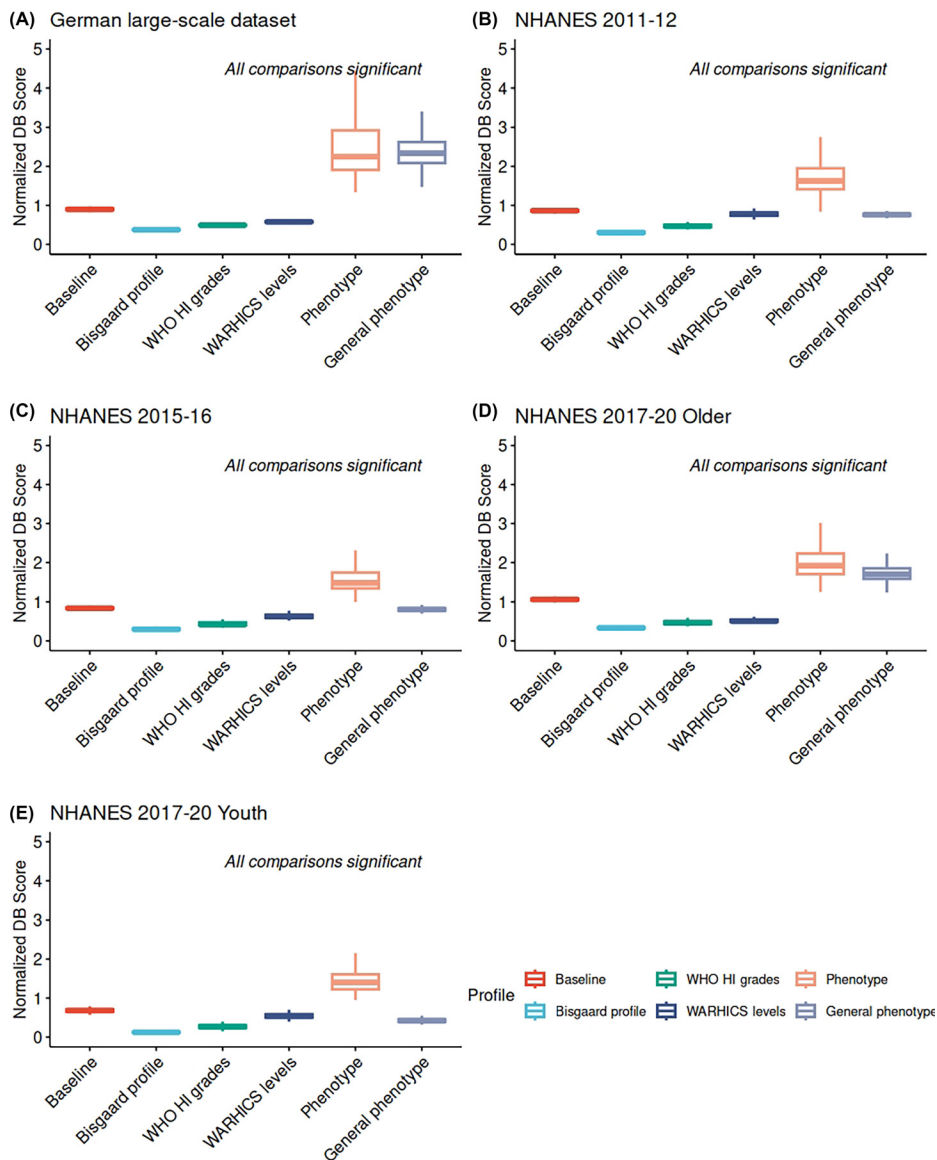 (A) German large-scale dataset
All comparisons significant
Normalized DB Score
5
4
3
2
1
0
Baseline
Bisgaard profile
WHO HI grades
WARHICS levels
Phenotype
General phenotype
(B) NHANES 2011-12
All comparisons significant
Normalized DB Score
5
4
3
2
1
0
Baseline
Bisgaard profile
WHO HI grades
WARHICS levels
Phenotype
General phenotype
(C) NHANES 2015-16
All comparisons significant
Normalized DB Score
5
4
3
2
1
0
Baseline
Bisgaard profile
WHO HI grades
WARHICS levels
Phenotype
General phenotype
(D) NHANES 2017-20 Older
All comparisons significant
Normalized DB Score
5
4
3
2
1
0
Baseline
Bisgaard profile
WHO HI grades
WARHICS levels
Phenotype
General phenotype
(E) NHANES 2017-20 Youth
All comparisons significant
Normalized DB Score
5
4
3
2
1
0
Baseline
Bisgaard profile
WHO HI grades
WARHICS levels
Phenotype
General phenotype
Profile
Baseline
Bisgaard profile
WHO HI grades
WARHICS levels
Phenotype
General phenotype